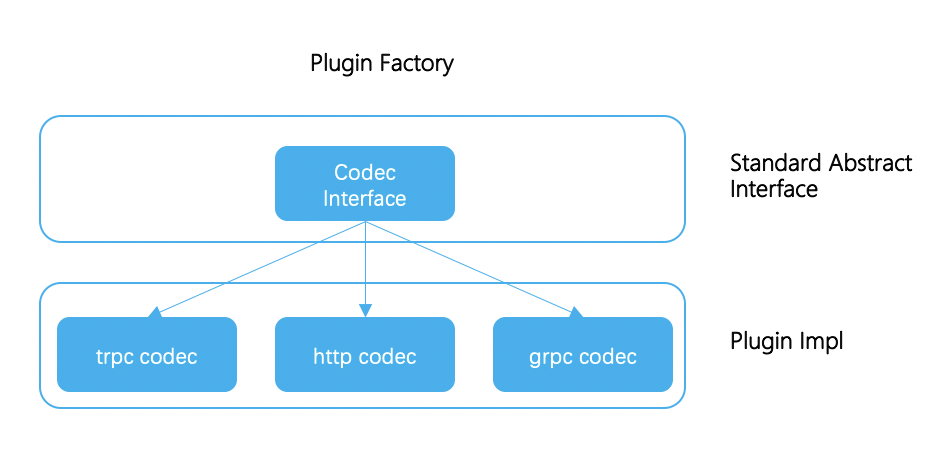 Plugin Factory
Codec
Interface
Standard Abstract
Interface
trpc codec
http codec
grpc codec
Plugin Impl